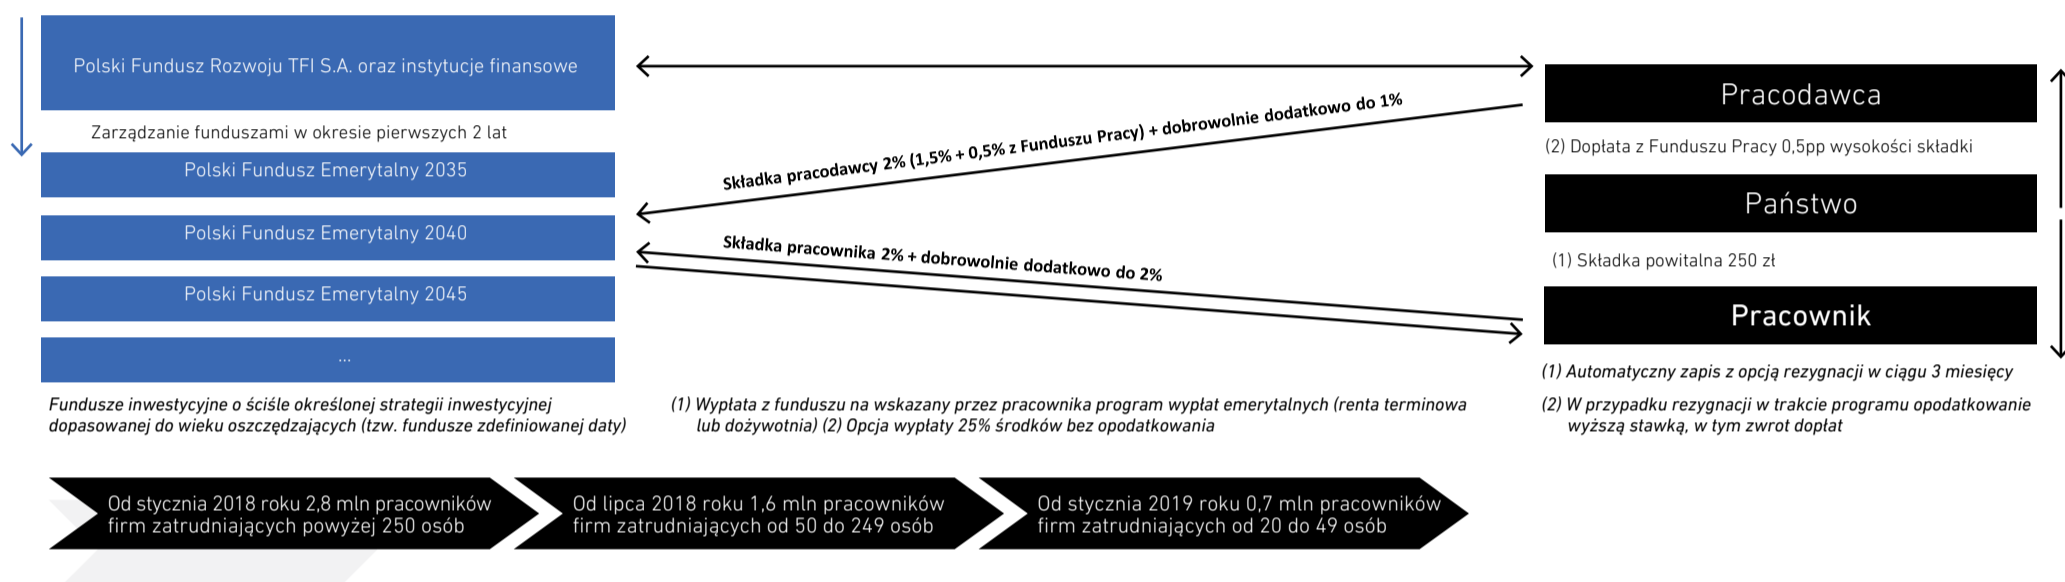 Polski Fundusz Rozwoju TFI S.A. oraz instytucje finansowe
Zarządzanie funduszami w okresie pierwszych 2 lat
Polski Fundusz Emerytalny 2035
Polski Fundusz Emerytalny 2040
Polski Fundusz Emerytalny 2045
...
Fundusze inwestycyjne o ściśle określonej strategii inwestycyjnej
dopasowanej do wieku oszczędzających (tzw. fundusze zdefiniowanej daty)
Składka pracodawcy 2% (1,5% + 0,5% z Funduszu Pracy) + dobrowolnie dodatkowo do 1%
Składka pracownika 2% + dobrowolnie dodatkowo do 2%
(1) Wypłata z funduszu na wskazany przez pracownika program wypłat emerytalnych (renta terminowa
lub dożywotnia) (2) Opcja wypłaty 25% środków bez opodatkowania
Pracodawca
(2) Dopłata z Funduszu Pracy 0,5pp wysokości składki
Państwo
(1) Składka powitalna 250 zł
Pracownik
(1) Automatyczny zapis z opcją rezygnacji w ciągu 3 miesięcy
(2) W przypadku rezygnacji w trakcie programu opodatkowanie
wyższą stawką, w tym zwrot dopłat
Od stycznia 2018 roku 2,8 mln pracowników
firm zatrudniających powyżej 250 osób
Od lipca 2018 roku 1,6 mln pracowników
firm zatrudniających od 50 do 249 osób
Od stycznia 2019 roku 0,7 mln pracowników
firm zatrudniających od 20 do 49 osób